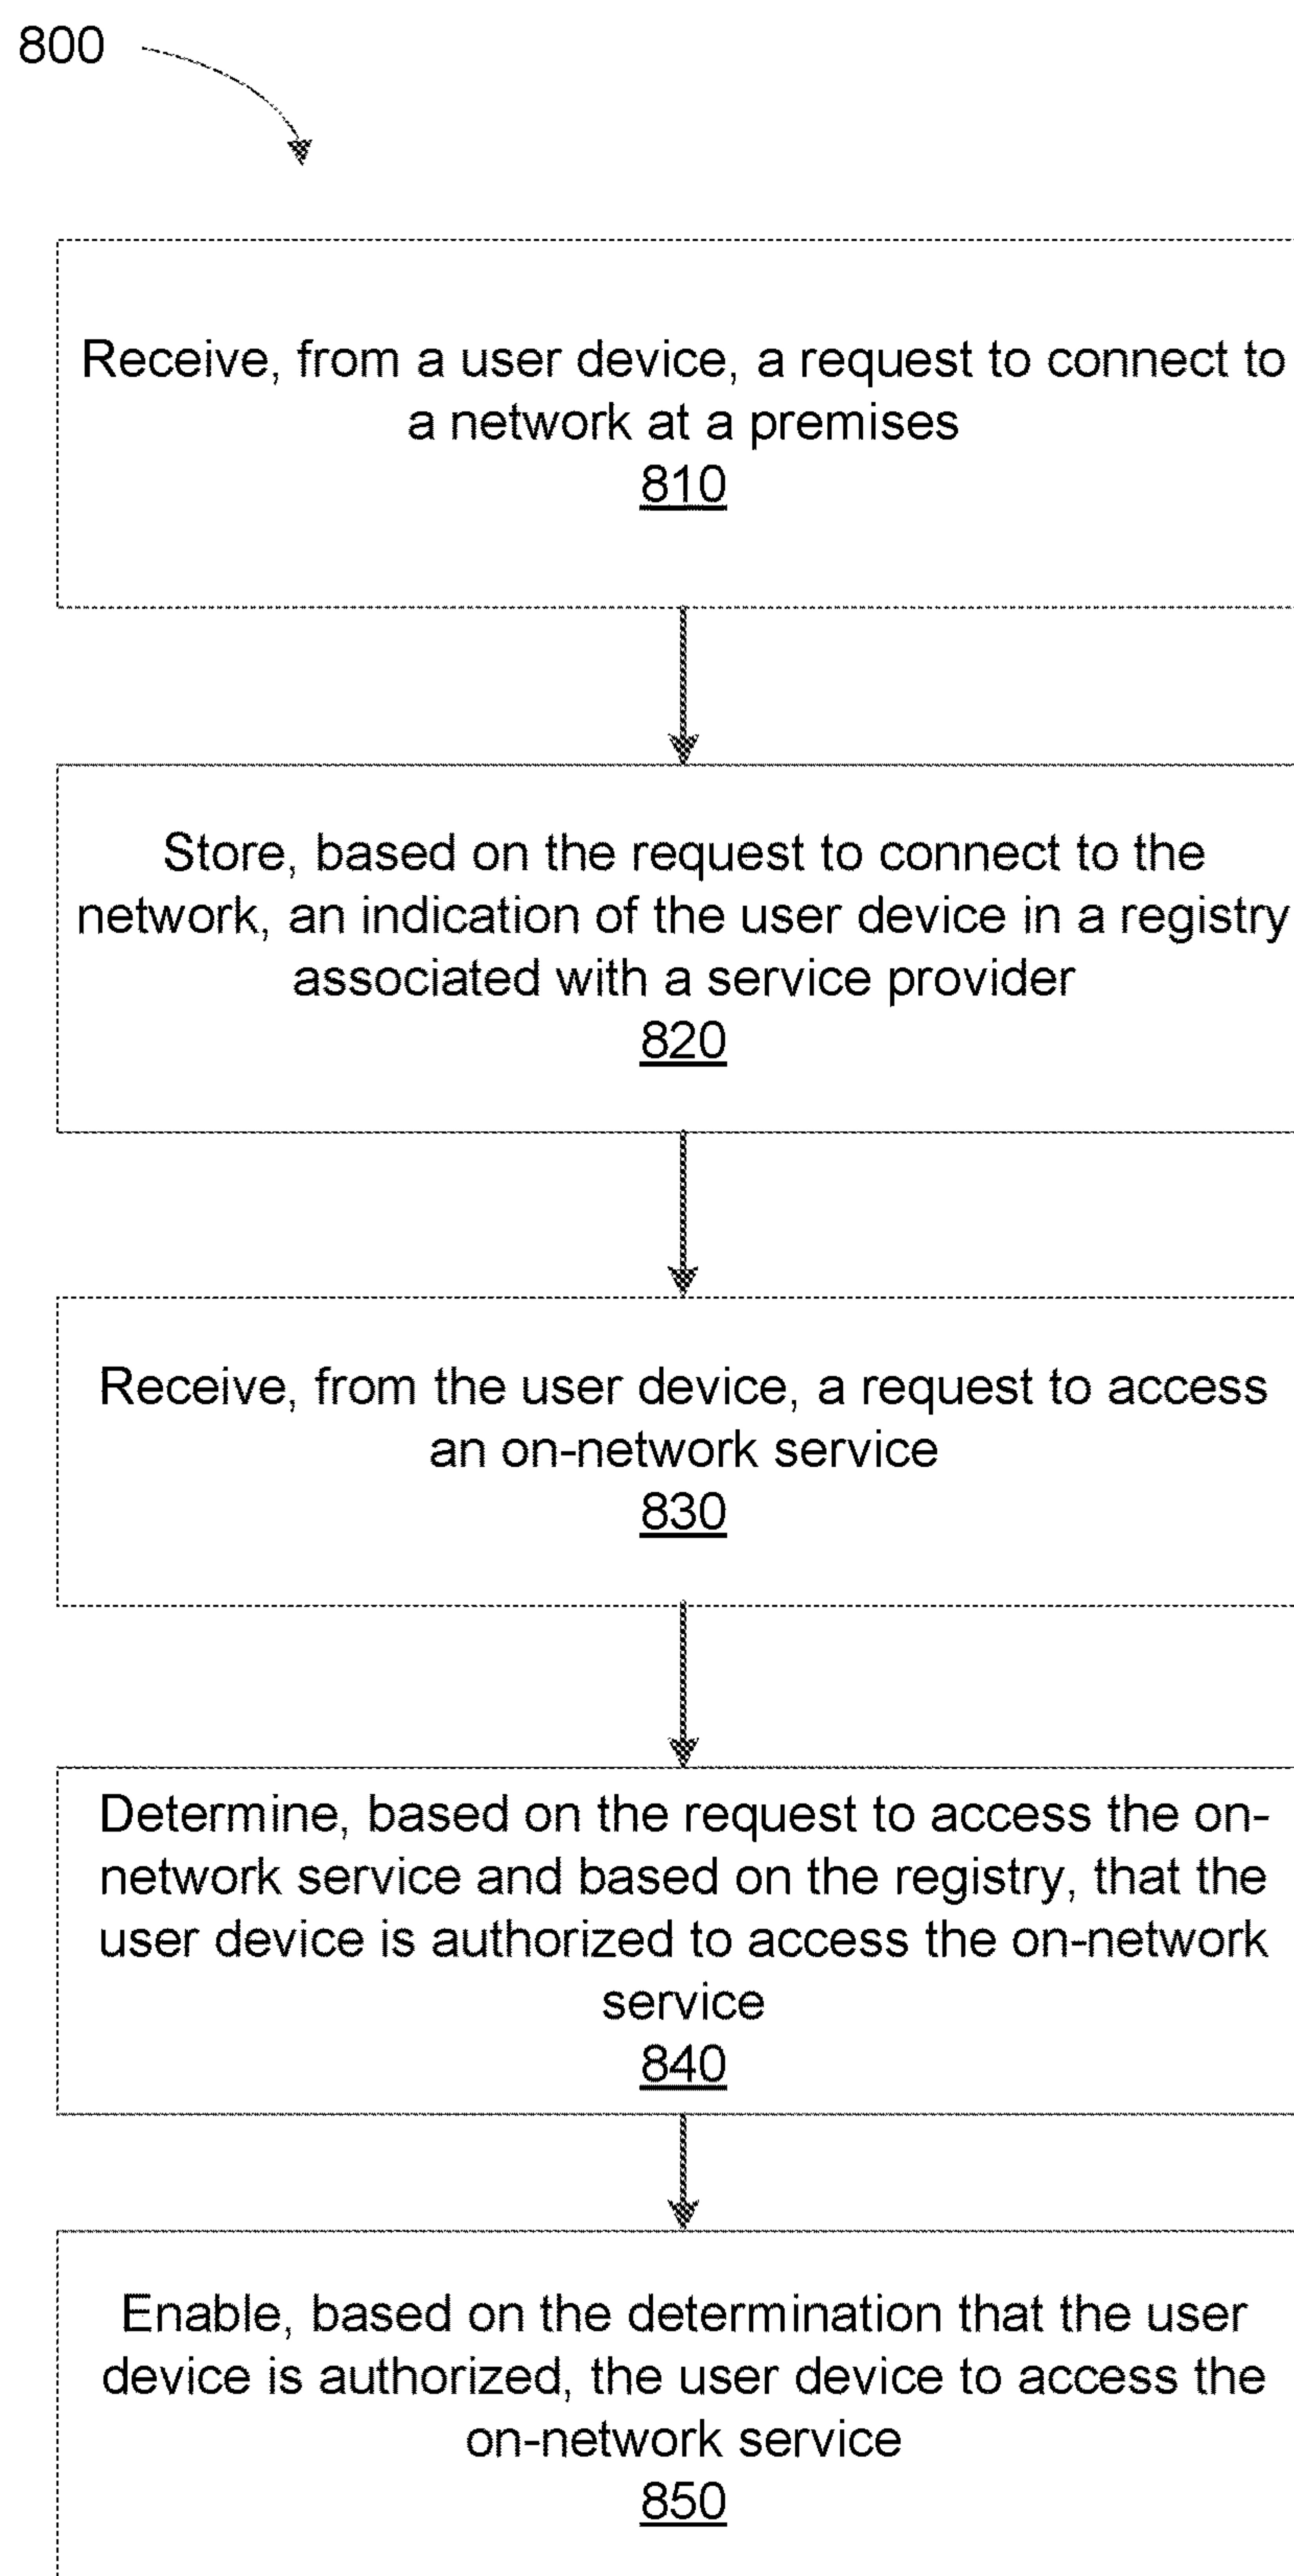 800
Receive, from a user device, a request to connect to
a network at a premises
810
Store, based on the request to connect to the
network, an indication of the user device in a registry
associated with a service provider
820
Receive, from the user device, a request to access
an on-network service
830
Determine, based on the request to access the on-
network service and based on the registry, that the
user device is authorized to access the on-network
service
840
Enable, based on the determination that the user
device is authorized, the user device to access the
on-network service
850